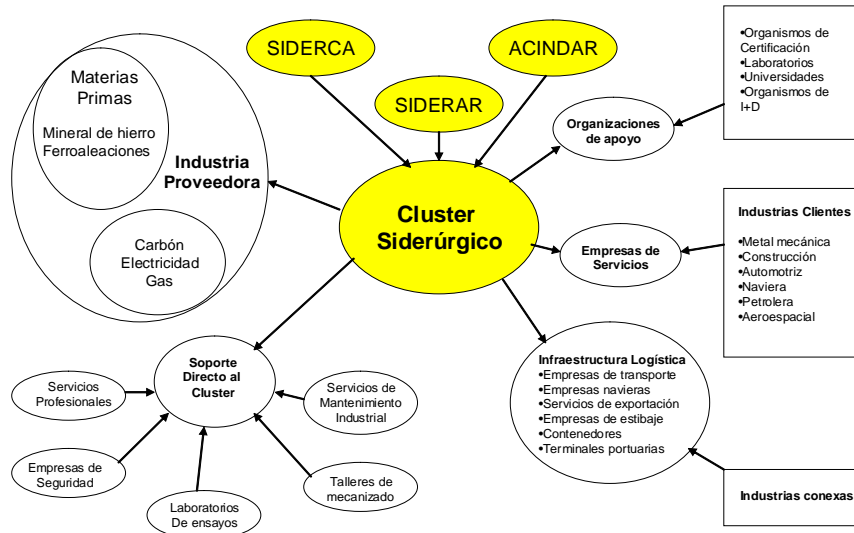 SIDERCA
ACINDAR
SIDERAR
•Organismos de
Certificación
•Laboratorios
•Universidades
•Organismos de
I+D
Materias
Primas
Mineral de hierro
Ferroaleaciones
Industria
Proveedora
Organizaciones
de apoyo
Cluster
Siderúrgico
Carbón
Electricidad
Gas
Empresas de
Servicios
Industrias Clientes
•Metal mecánica
•Construcción
•Automotriz
•Naviera
•Petrolera
•Aeroespacial
Soporte
Directo al
Cluster
Servicios
Profesionales
Servicios de
Mantenimiento
Industrial
Empresas de
Seguridad
Laboratorios
De ensayos
Talleres de
mecanizado
Infraestructura Logística
•Empresas de transporte
•Empresas navieras
•Servicios de exportación
•Empresas de estibaje
•Contenedores
•Terminales portuarias
Industrias conexas